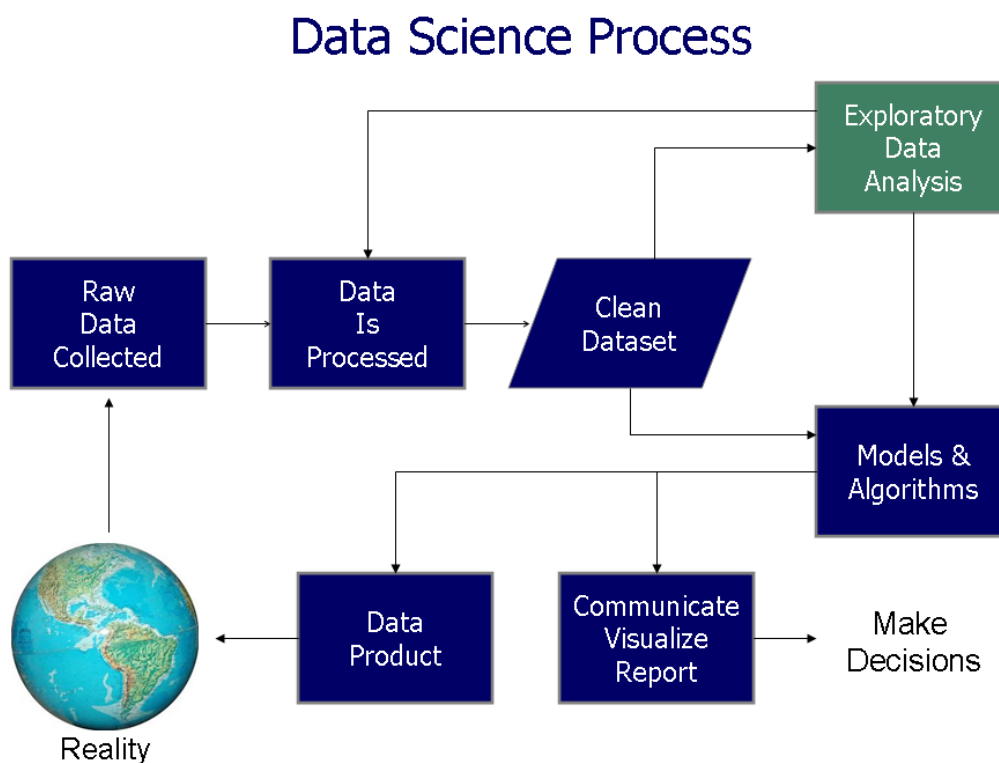 Data Science Process
Exploratory
Data
Analysis
Raw
Data
Collected
Data
Is
Processed
Clean
Dataset
Models &
Algorithms
Data
Product
Communicate
Visualize
Report
Make
Decisions
Reality